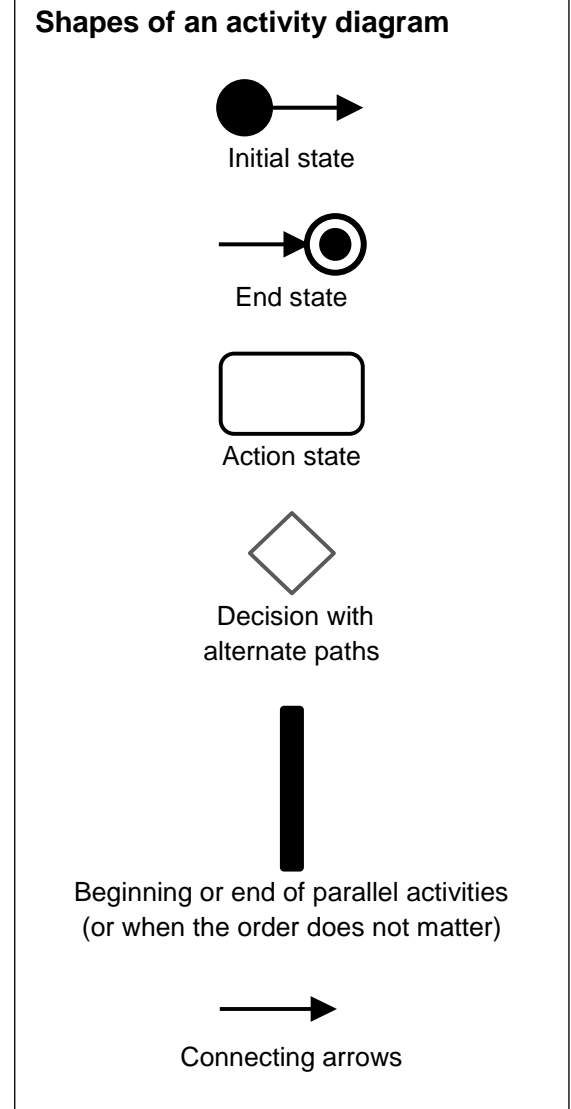 Shapes of an activity diagram
Initial state
End state
Action state
Decision with
alternate paths
Beginning or end of parallel activities
(or when the order does not matter)
Connecting arrows